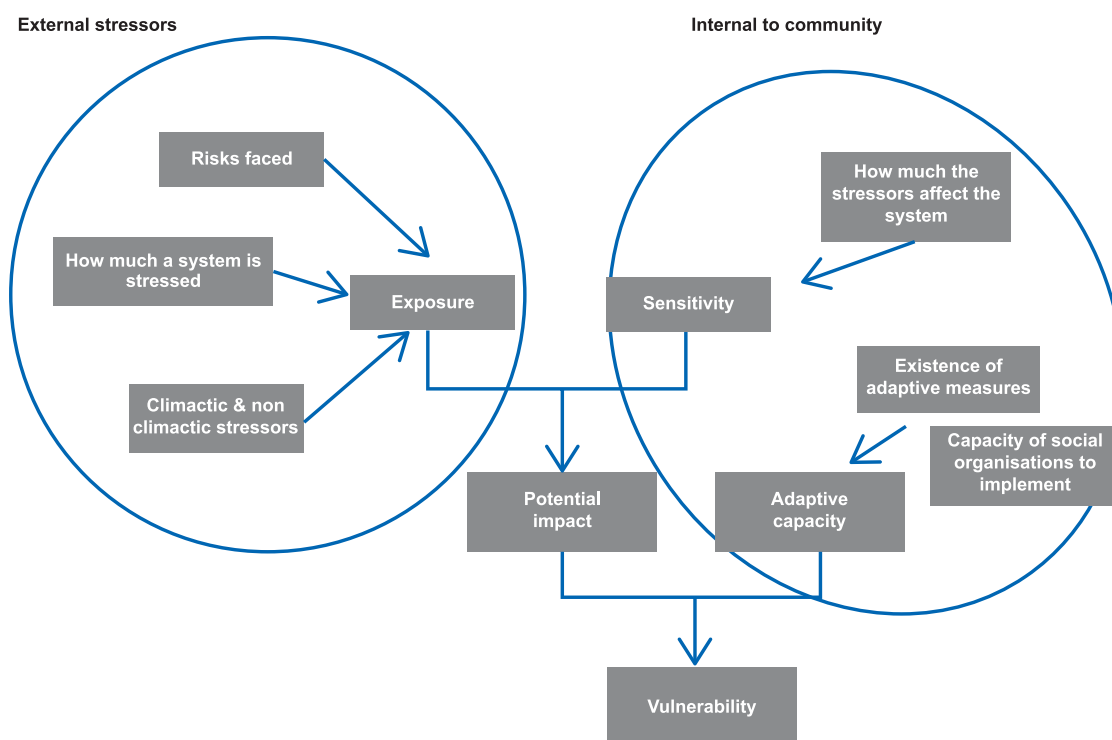 External stressors
Internal to community
Risks faced
How much the
stressors affect the
system
How much a system is
stressed
Exposure
Sensitivity
Existence of
adaptive measures
Climactic & non
climactic stressors
Capacity of social
organisations to
implement
Potential
impact
Adaptive
capacity
Vulnerability